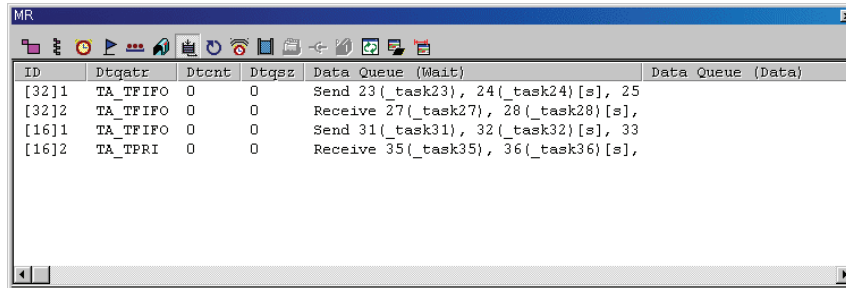 MR
ID Dtqatr Dtcnt Dtqsz Data Queue (Wait) Data Queue (Data)
[32]1 TA_TFIFO 0 0 Send 23(_task23), 24(_task24)[s], 25
[32]2 TA_TFIFO 0 0 Receive 27(_task27), 28(_task28)[s],
[16]1 TA_TFIFO 0 0 Send 31(_task31), 32(_task32)[s], 33
[16]2 TA_TPRI 0 0 Receive 35(_task35), 36(_task36)[s],